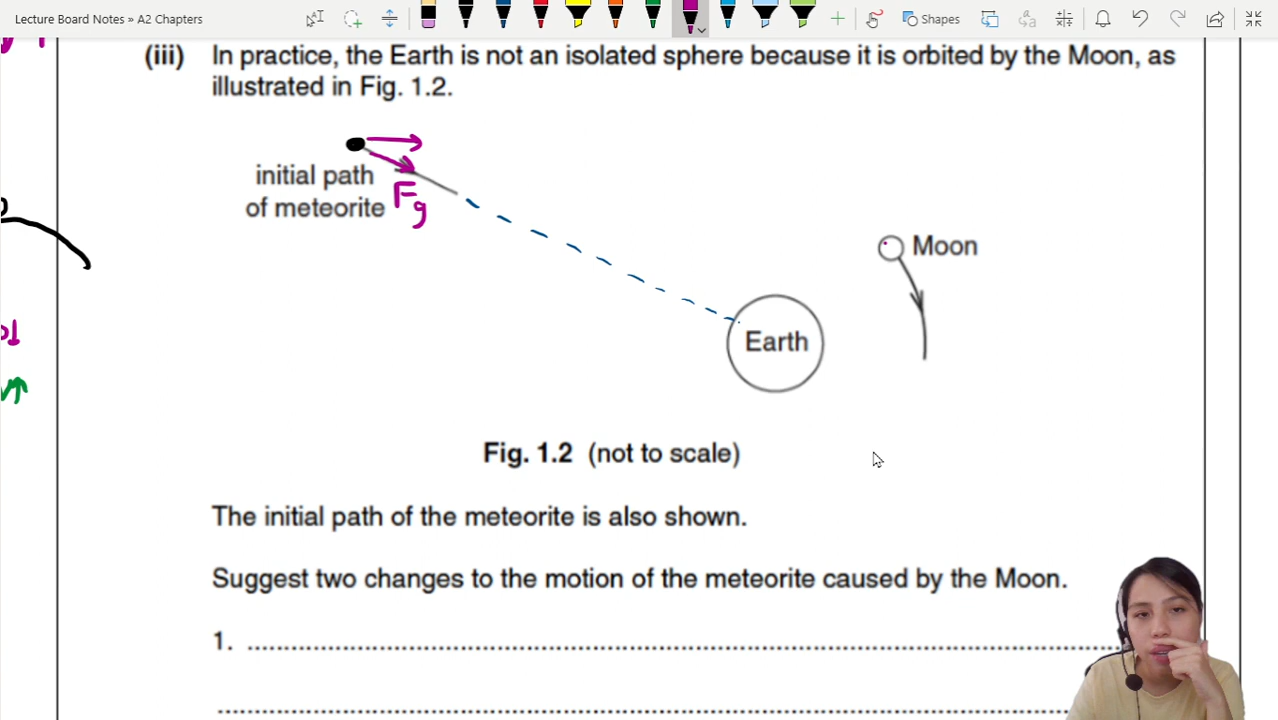 Lecture Board Notes » A2 Chapters
Shapes
(iii) In practice, the Earth is not an isolated sphere because it is orbited by the Moon, as
illustrated in Fig. 1.2.
initial path
of meteorite
Fg
Moon
Earth
Fig. 1.2 (not to scale)
The initial path of the meteorite is also shown.
Suggest two changes to the motion of the meteorite caused by the Moon.
1. ........................................................................................................
........................................................................................................